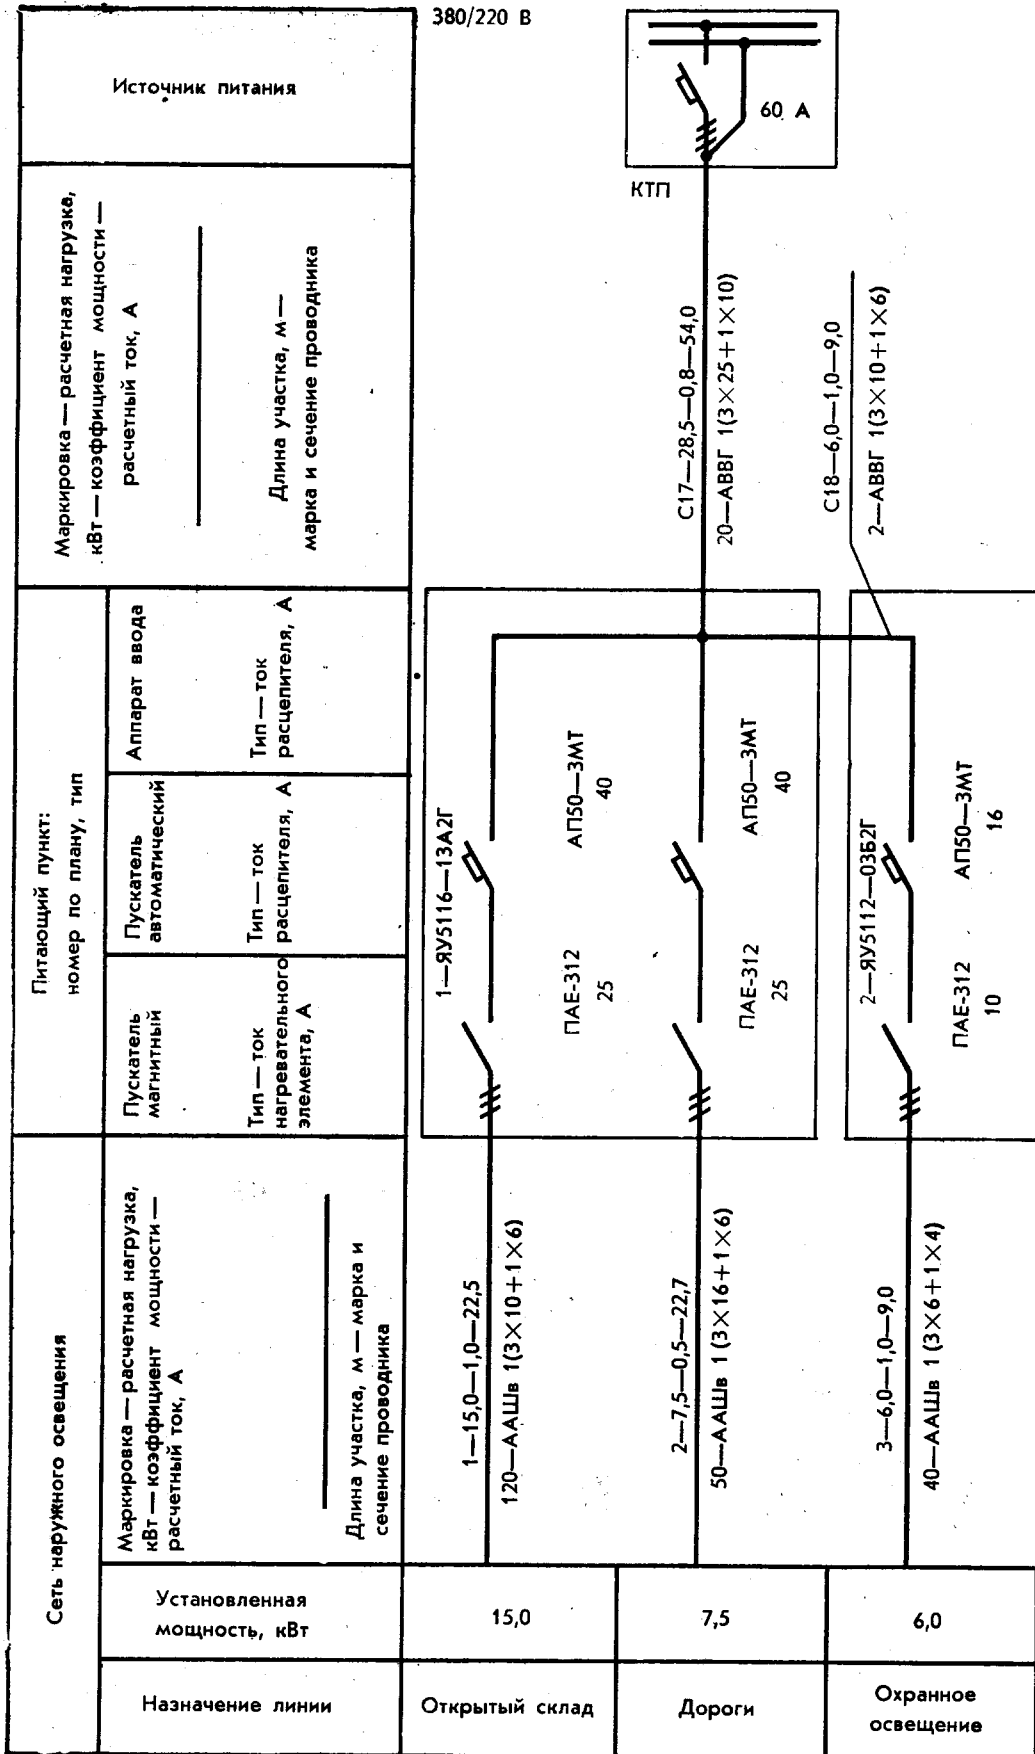 380/220 В
Источник питания
60 А
КТП
Маркировка — расчетная нагрузка,
кВт — коэффициент мощности —
расчетный ток, А
Длина участка, м —
марка и сечение проводника
С17—28,5—0,8—54,0
20—АВВГ 1(3×25+1×10)
С18—6,0—1,0—9,0
2—АВВГ 1(3×10+1×6)
Питающий пункт:
номер по плану, тип
Аппарат ввода
Тип — ток
расцепителя, А
Пускатель
автоматический
Тип — ток
расцепителя, А
Пускатель
магнитный
Тип — ток
нагревательного
элемента, А
1—ЯУ5116—13А2Г
АП50—3МТ
40
ПАЕ-312
25
АП50—3МТ
40
ПАЕ-312
25
2—ЯУ5112—03Б2Г
АП50—3МТ
16
ПАЕ-312
10
Сеть наружного освещения
Маркировка — расчетная нагрузка,
кВт — коэффициент мощности —
расчетный ток, А
Длина участка, м — марка и
сечение проводника
1—15,0—1,0—22,5
120—ААШв 1(3×10+1×6)
2—7,5—0,5—22,7
50—ААШв 1 (3×16+1×6)
3—6,0—1,0—9,0
40—ААШв 1 (3×6+1×4)
Установленная
мощность, кВт
15,0
7,5
6,0
Назначение линии
Открытый склад
Дороги
Охранное
освещение